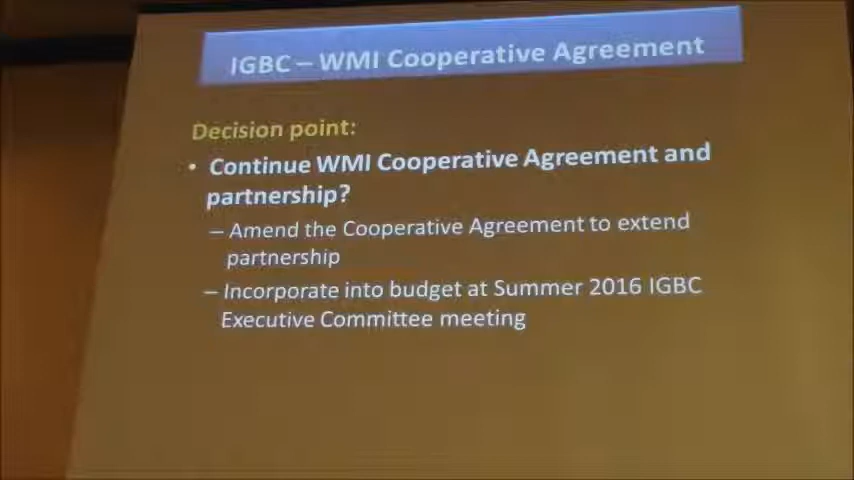 IGBC – WMI Cooperative Agreement
Decision point:
• Continue WMI Cooperative Agreement and
partnership?
– Amend the Cooperative Agreement to extend
partnership
– Incorporate into budget at Summer 2016 IGBC
Executive Committee meeting